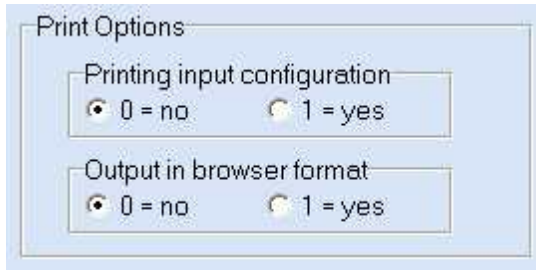 Print Options
Printing input configuration
0 = no 1 = yes
Output in browser format
0 = no 1 = yes